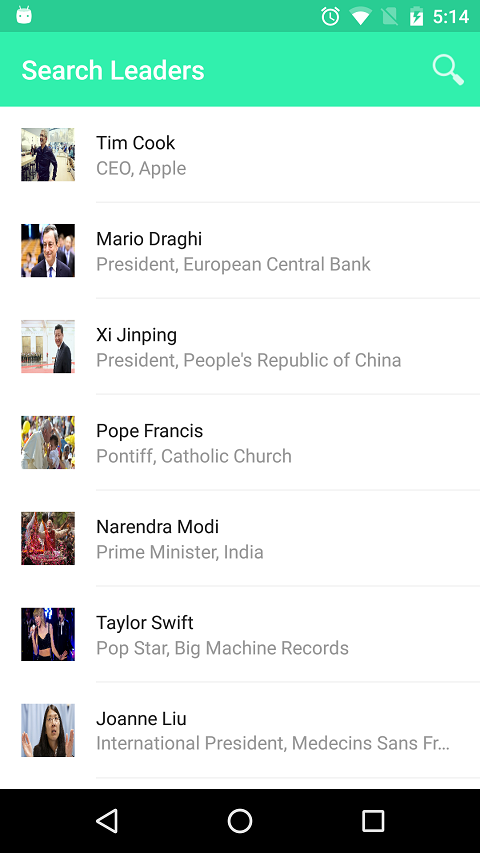 5:14
Search Leaders
Tim Cook
CEO, Apple
Mario Draghi
President, European Central Bank
Xi Jinping
President, People's Republic of China
Pope Francis
Pontiff, Catholic Church
Narendra Modi
Prime Minister, India
Taylor Swift
Pop Star, Big Machine Records
Joanne Liu
International President, Medecins Sans Fr...